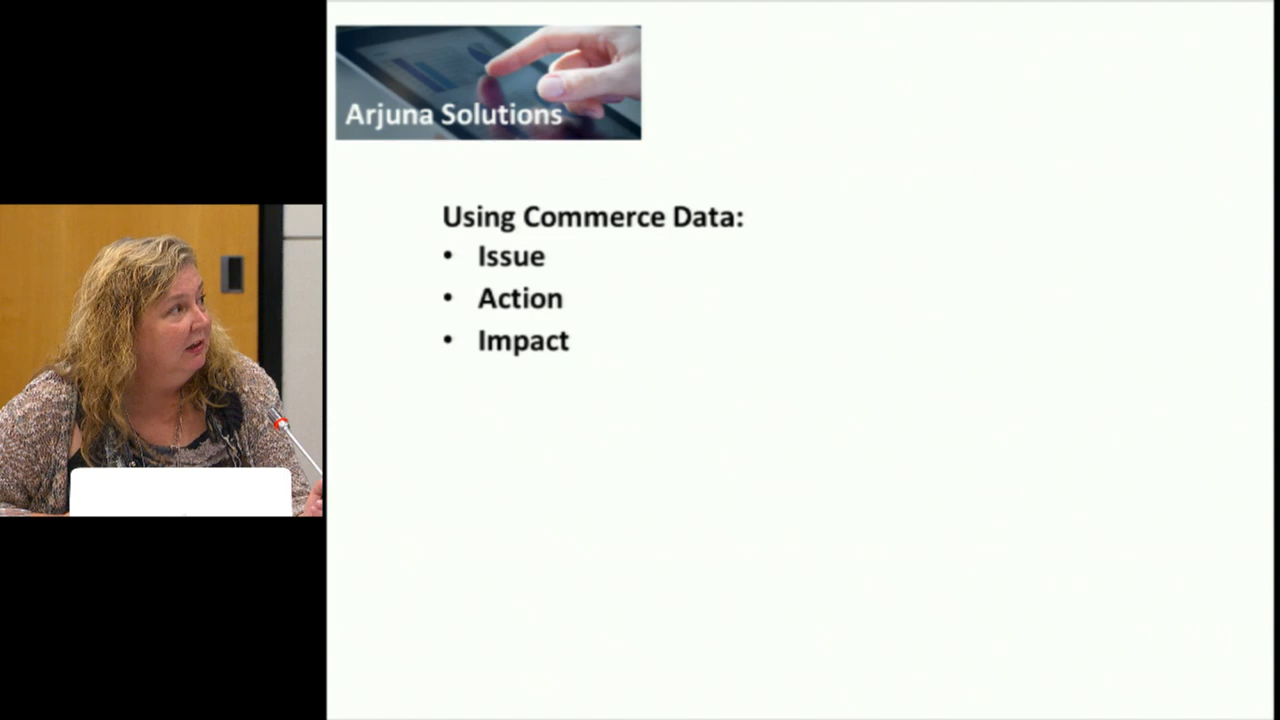 Arjuna Solutions
Using Commerce Data:
• Issue
• Action
• Impact